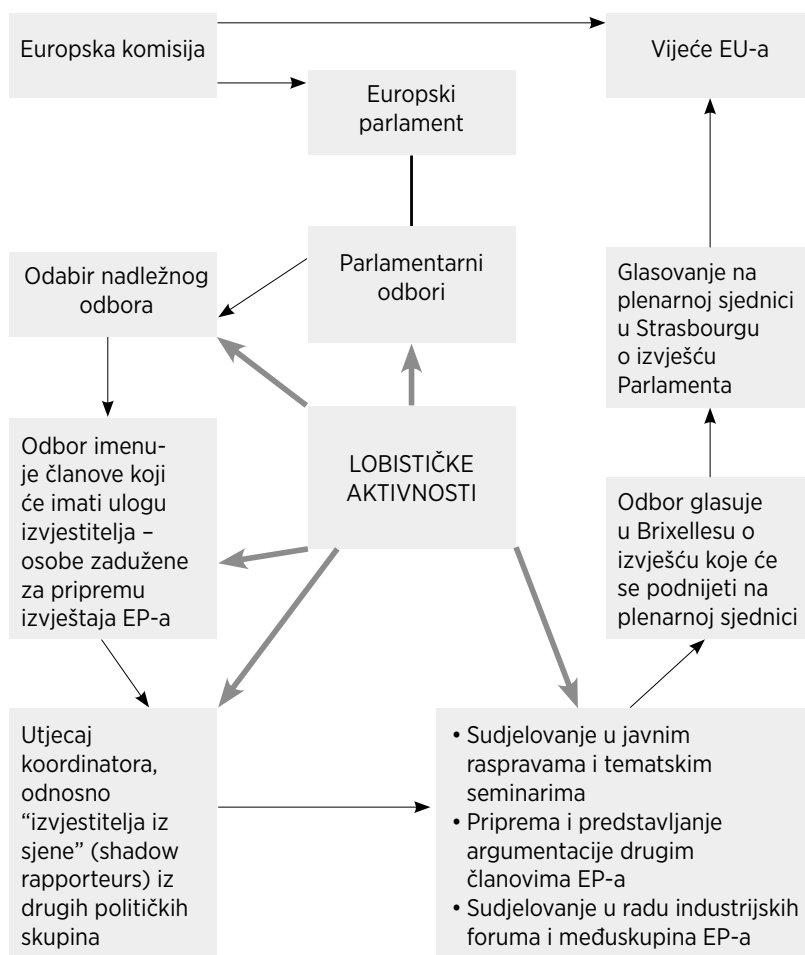 Europska komisija
Vijeće EU-a
Europski
parlament
Parlamentarni
odbori
Odabir nadležnog
odbora
Odbor imenu-
je članove koji
će imati ulogu
izvjestitelja –
osobe zadužene
za pripremu
izvještaja EP-a
LOBISTIČKE
AKTIVNOSTI
Utjecaj
koordinatora,
odnosno
“izvjestitelja iz
sjene” (shadow
rapporteurs) iz
drugih političkih
skupina
• Sudjelovanje u javnim
raspravama i tematskim
seminarima
• Priprema i predstavljanje
argumentacije drugim
članovima EP-a
• Sudjelovanje u radu industrijskih
foruma i međuskupina EP-a
Odbor glasuje
u Brixellesu o
izvješću koje će
se podnijeti na
plenarnoj sjednici
Glasovanje na
plenarnoj sjednici
u Strasbourgu
o izvješću
Parlamenta